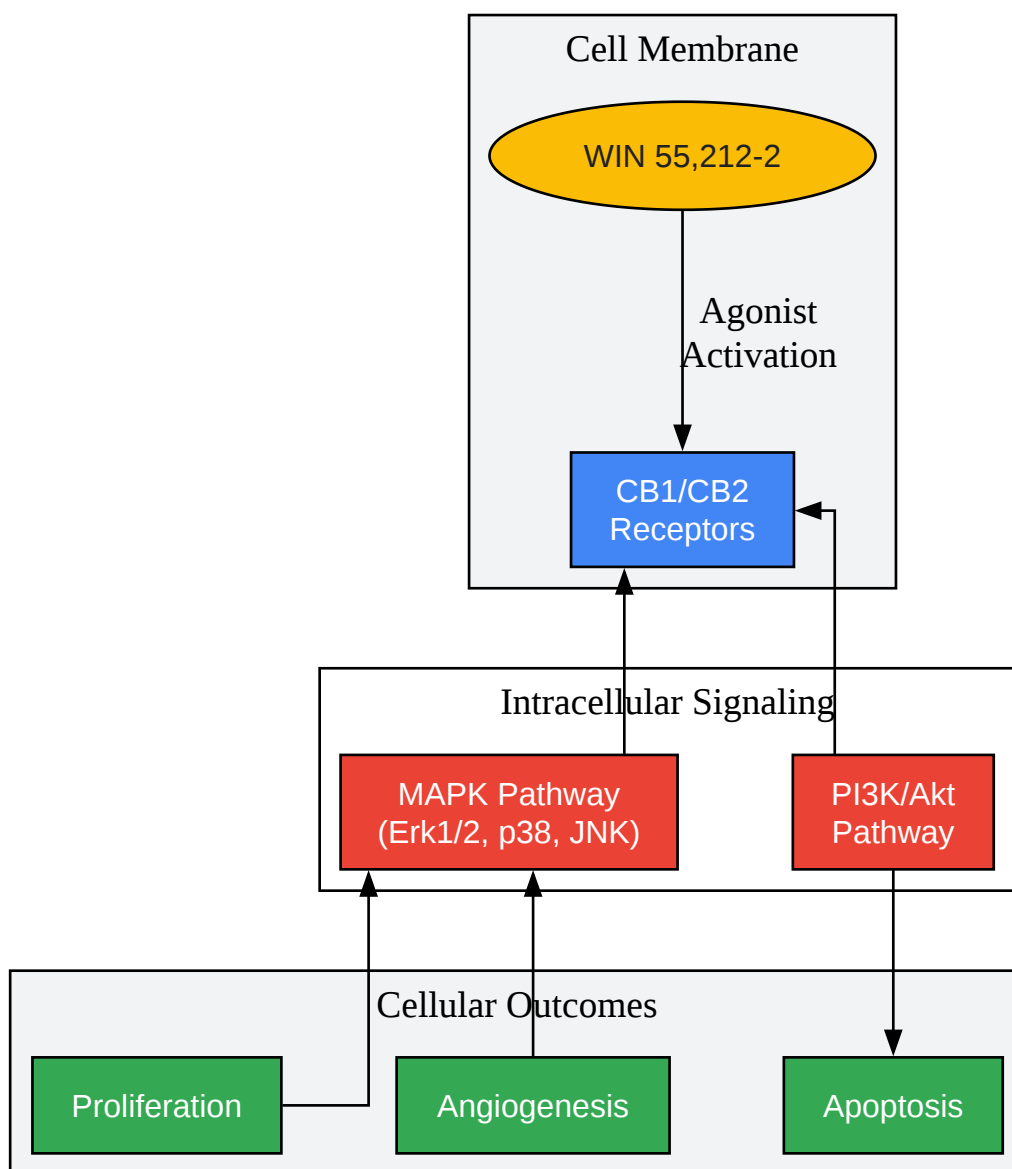 Cell Membrane
WIN 55,212-2
Agonist
Activation
CB1/CB2
Receptors
Intracellular Signaling
MAPK Pathway
(Erk1/2, p38, JNK)
PI3K/Akt
Pathway
Cellular Outcomes
Proliferation
Angiogenesis
Apoptosis